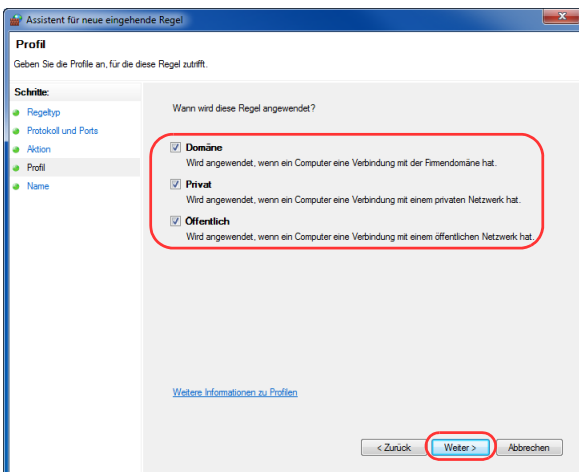 Assistent für neue eingehende Regel
Profil
Geben Sie die Profile an, für die diese Regel zutrifft.
Schritte:
Regeltyp
Protokoll und Ports
Aktion
Profil
Name
Wann wird diese Regel angewendet?
Domäne
Wird angewendet, wenn ein Computer eine Verbindung mit der Firmendomäne hat.
Privat
Wird angewendet, wenn ein Computer eine Verbindung mit einem privaten Netzwerk hat.
Öffentlich
Wird angewendet, wenn ein Computer eine Verbindung mit einem öffentlichen Netzwerk hat.
Weitere Informationen zu Profilen
< Zurück Weiter > Abbrechen